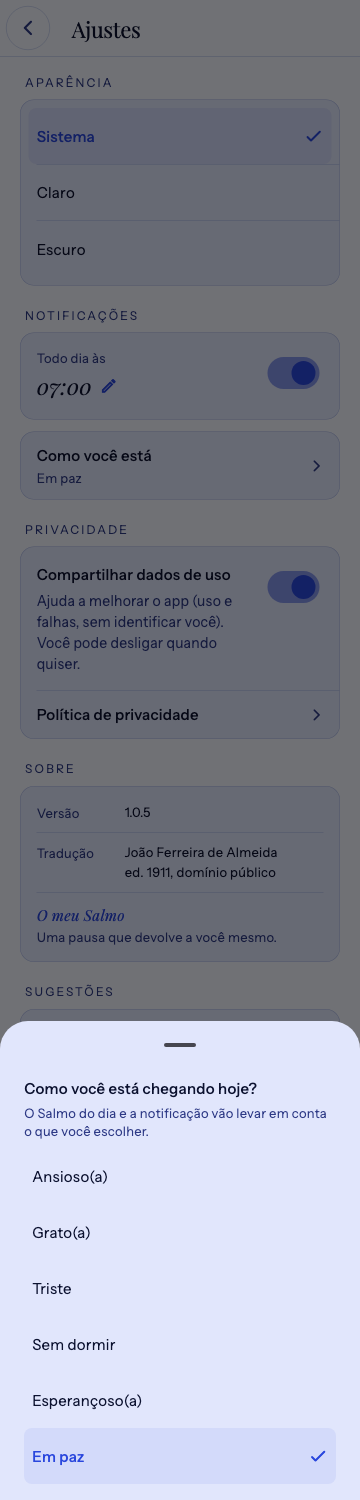 Ajustes
APARÊNCIA
Sistema
Claro
Escuro
NOTIFICAÇÕES
Todo dia às
07:00
Como você está
Em paz
PRIVACIDADE
Compartilhar dados de uso
Ajuda a melhorar o app (uso e
falhas, sem identificar você).
Você pode desligar quando
quiser.
Política de privacidade
SOBRE
Versão 1.0.5
Tradução João Ferreira de Almeida
ed. 1911, domínio público
O meu Salmo
Uma pausa que devolve a você mesmo.
SUGESTÕES
Como você está chegando hoje?
O Salmo do dia e a notificação vão levar em conta
o que você escolher.
Ansioso(a)
Grato(a)
Triste
Sem dormir
Esperançoso(a)
Em paz